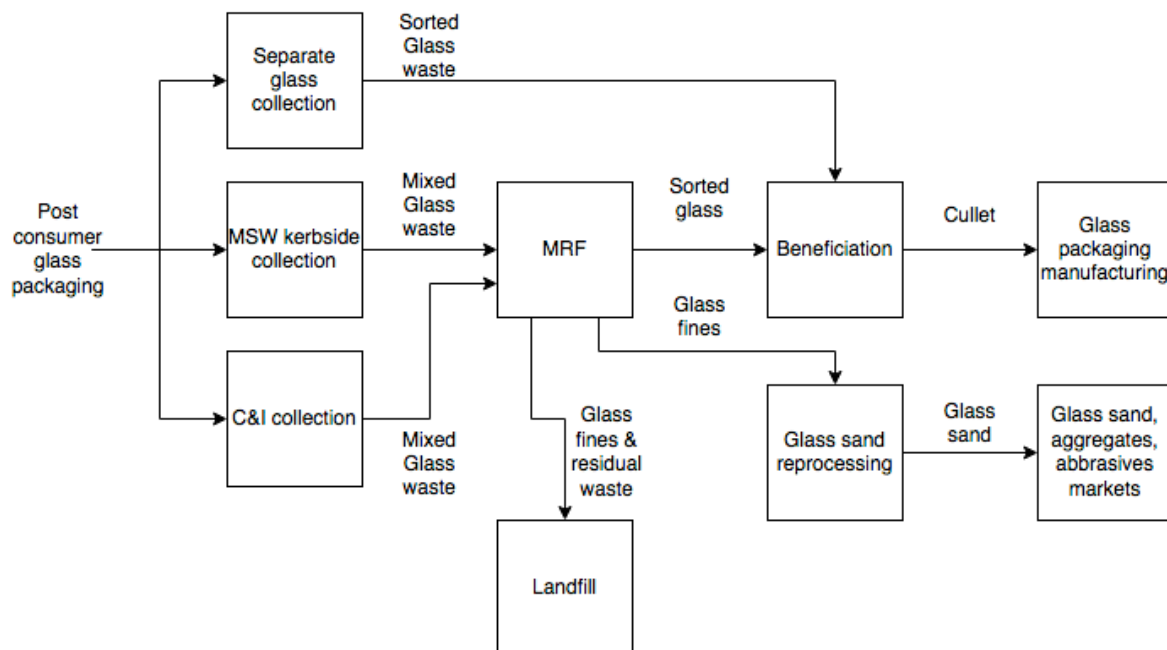 Separate
glass
collection
Sorted
Glass
waste
Post
consumer
glass
packaging
MSW kerbside
collection
Mixed
Glass
waste
MRF
Sorted
glass
Beneficiation
Cullet
Glass
packaging
manufacturing
Glass
fines
C&I collection
Mixed
Glass
waste
Glass
fines &
residual
waste
Glass sand
reprocessing
Glass
sand
Glass sand,
aggregates,
abbrasives
markets
Landfill